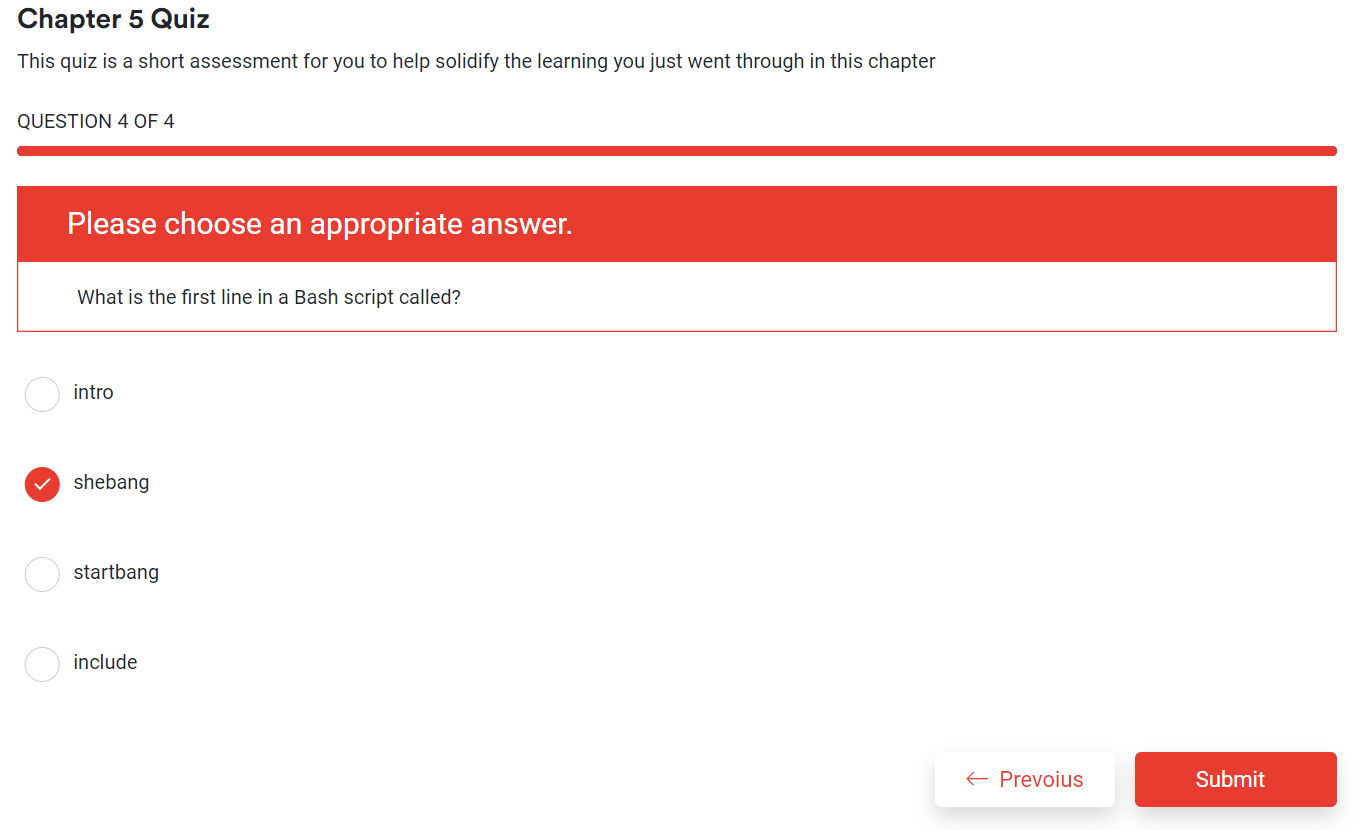 Chapter 5 Quiz
This quiz is a short assessment for you to help solidify the learning you just went through in this chapter
QUESTION 4 OF 4
Please choose an appropriate answer.
What is the first line in a Bash script called?
intro
shebang
startbang
include
← Prevoius
Submit